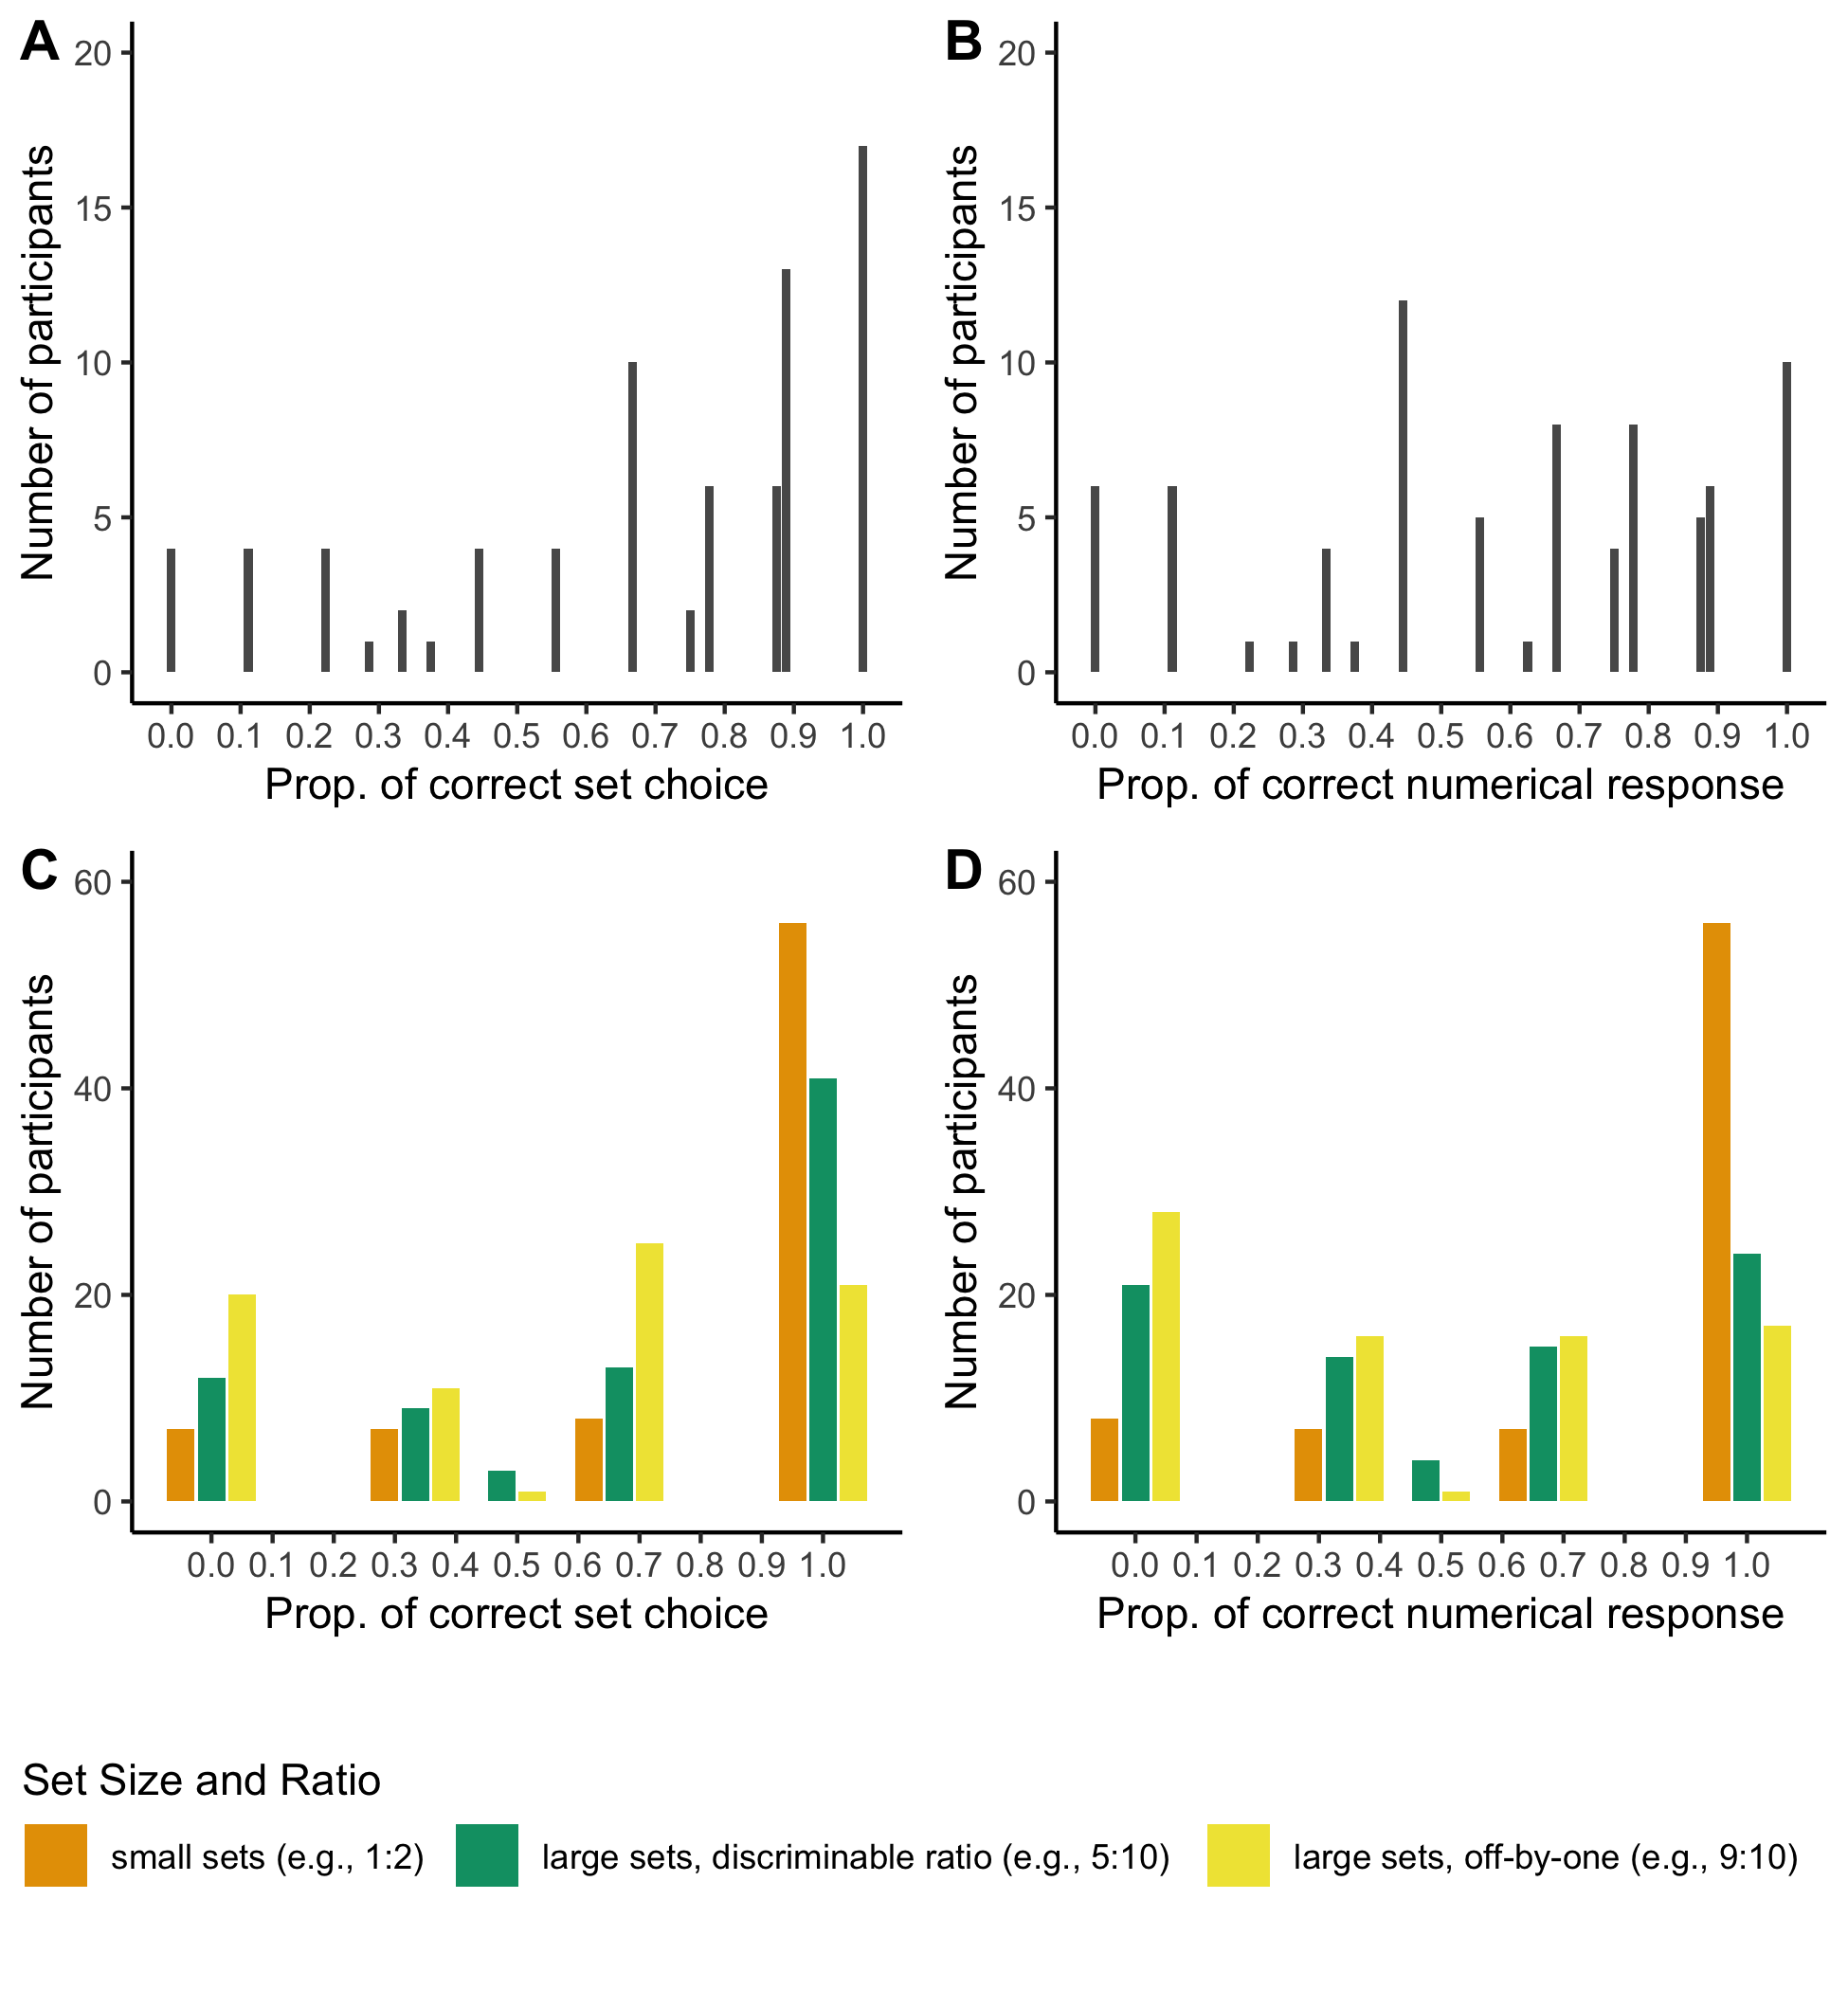 A
B
20
15
10
5
0
Number of participants
0.0 0.1 0.2 0.3 0.4 0.5 0.6 0.7 0.8 0.9 1.0
Prop. of correct set choice
20
15
10
5
0
Number of participants
0.0 0.1 0.2 0.3 0.4 0.5 0.6 0.7 0.8 0.9 1.0
Prop. of correct numerical response
C
D
60
40
20
0
Number of participants
0.0 0.1 0.2 0.3 0.4 0.5 0.6 0.7 0.8 0.9 1.0
Prop. of correct set choice
60
40
20
0
Number of participants
0.0 0.1 0.2 0.3 0.4 0.5 0.6 0.7 0.8 0.9 1.0
Prop. of correct numerical response
Set Size and Ratio
small sets (e.g., 1:2) large sets, discriminable ratio (e.g., 5:10) large sets, off-by-one (e.g., 9:10)